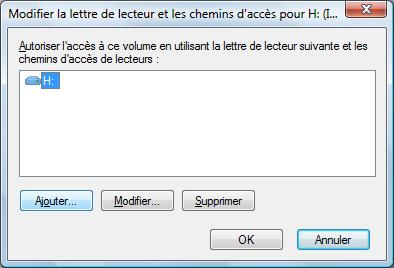 Modifier la lettre de lecteur et les chemins d'accès pour H: (I...
Autoriser l'accès à ce volume en utilisant la lettre de lecteur suivante et les
chemins d'accès de lecteurs :
H:
Ajouter... Modifier... Supprimer
OK Annuler